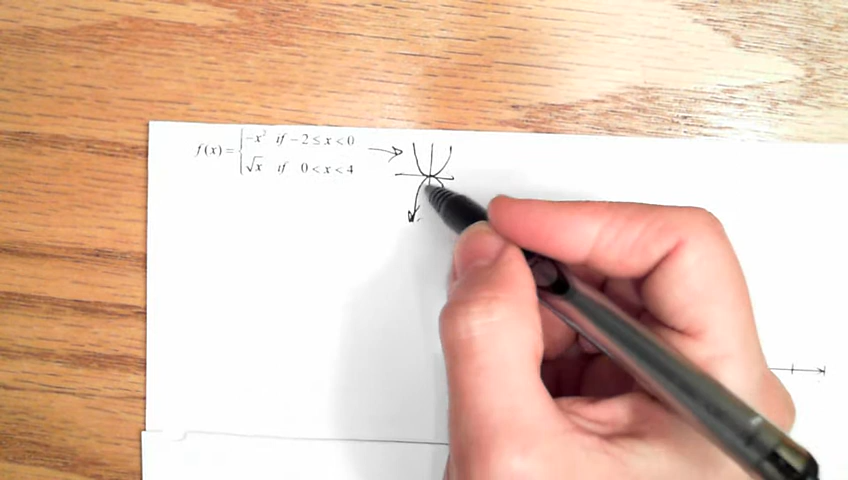 f(x) = { -x² if -2 ≤ x < 0
√x if 0 < x < 4